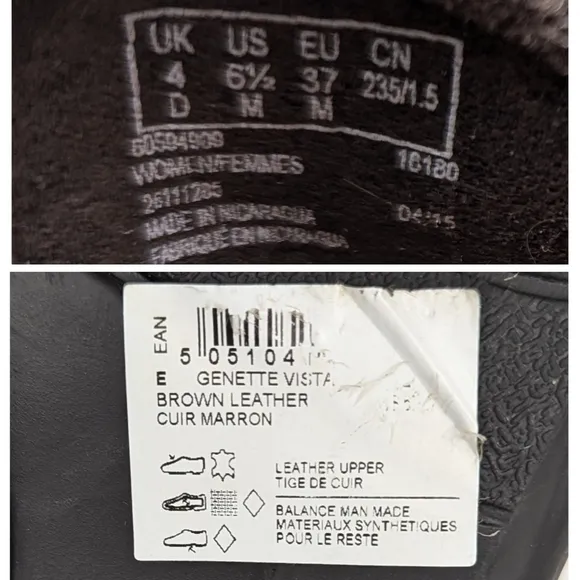 UK US EU CN
4 6½ 37 235/1.5
D M M
60594909
WOMEN/FEMMES 16180
26111285
MADE IN NICARAGUA 04/15
FABRIQUE EN NICARAGUA
EAN
5 05104
E GENETTE VISTA
BROWN LEATHER
CUIR MARRON
LEATHER UPPER
TIGE DE CUIR
BALANCE MAN MADE
MATERIAUX SYNTHETIQUES
POUR LE RESTE